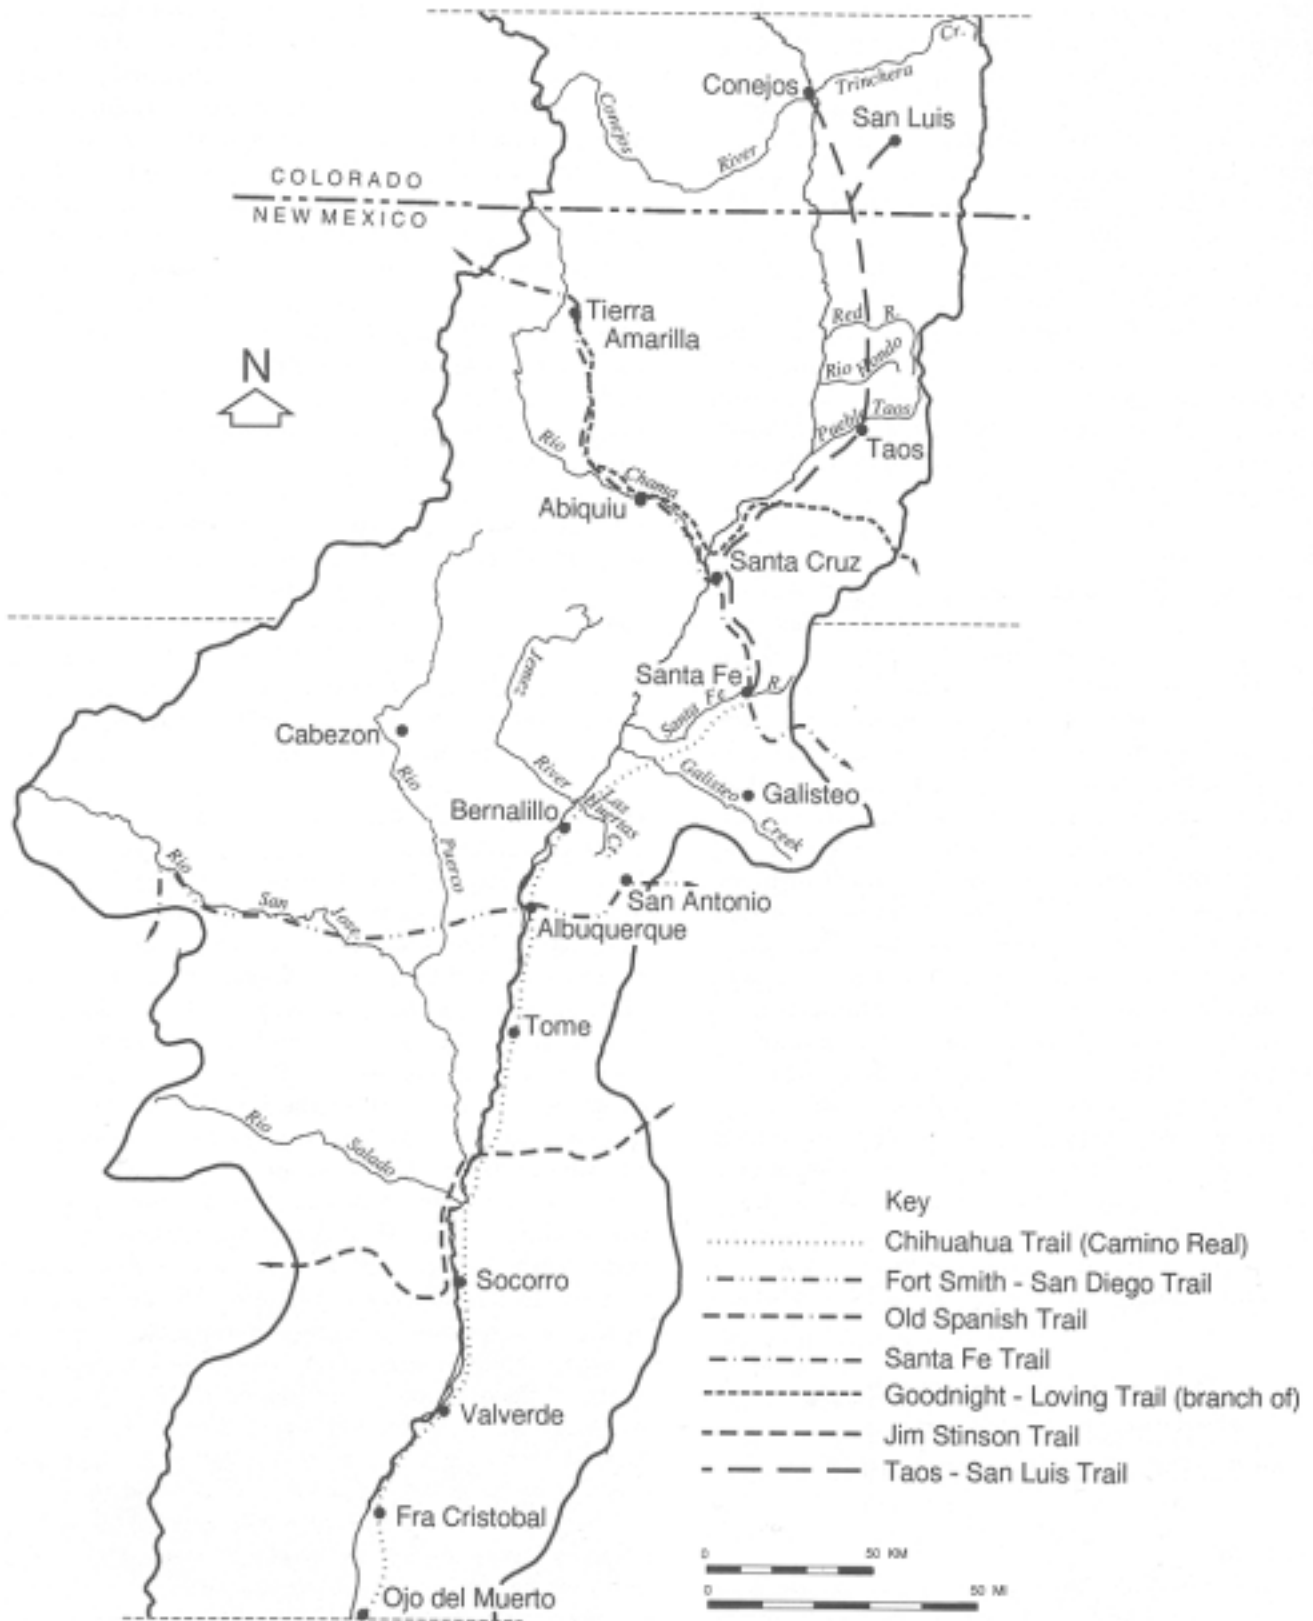 Cr.
Trinchera
Conejos
San Luis
Conejos
River
COLORADO
NEW MEXICO
Tierra
Amarilla
Red R.
Rio Hondo
N
Pueblo Taos
Taos
Rio
Chama
Abiquiu
Santa Cruz
Jemez
Santa Fe
Santa Fe R.
Cabezon
Rio
River
Galisteo
Las
Huertas
Cr.
Galisteo
Bernalillo
Creek
Puerco
Rio
San
Jose
San Antonio
Albuquerque
Tome
Rio
Salado
Key
Chihuahua Trail (Camino Real)
Socorro
Fort Smith - San Diego Trail
Old Spanish Trail
Santa Fe Trail
Goodnight - Loving Trail (branch of)
Valverde
Jim Stinson Trail
Taos - San Luis Trail
Fra Cristobal
0 50 KM
0 50 MI
Ojo del Muerto